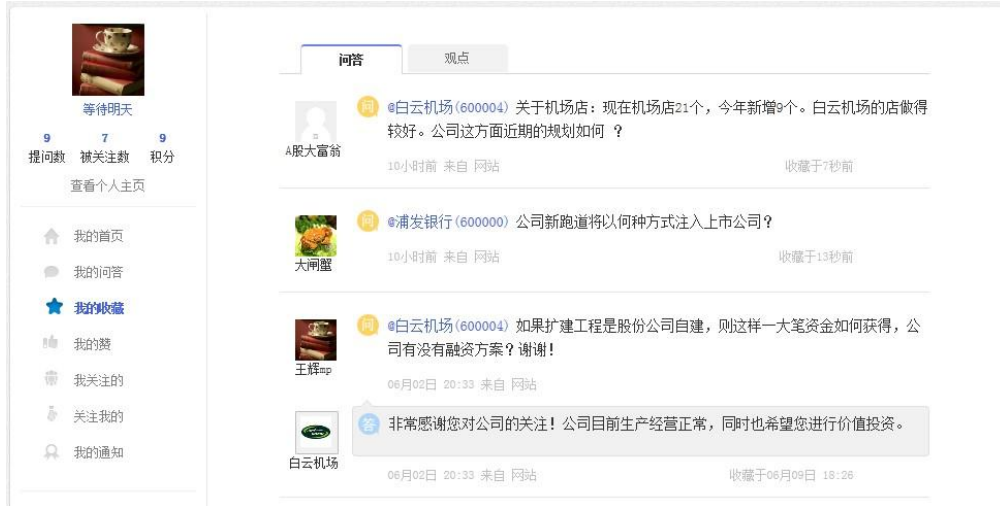 等待明天
9 7 9
提问数 被关注数 积分
查看个人主页
我的首页
我的问答
我的收藏
我的赞
我关注的
关注我的
我的通知
问答 观点
A股大富翁
问 @白云机场(600004) 关于机场店：现在机场店21个，今年新增9个。白云机场的店做得
较好。公司这方面近期的规划如何 ？
10小时前 来自 网站 收藏于7秒前
大闸蟹
问 @浦发银行(600000) 公司新跑道将以何种方式注入上市公司？
10小时前 来自 网站 收藏于13秒前
王辉mp
问 @白云机场(600004) 如果扩建工程是股份公司自建，则这样一大笔资金如何获得，公
司有没有融资方案？谢谢！
06月02日 20:33 来自 网站
白云机场
答 非常感谢您对公司的关注！公司目前生产经营正常，同时也希望您进行价值投资。
06月02日 20:33 来自 网站 收藏于06月09日 18:26